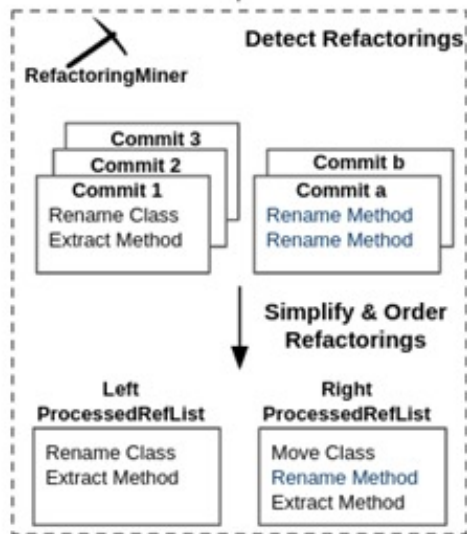 Detect Refactorings
RefactoringMiner
Commit 3
Commit 2
Commit 1
Rename Class
Extract Method
Commit b
Commit a
Rename Method
Rename Method
Simplify & Order
Refactorings
Left
ProcessedRefList
Rename Class
Extract Method
Right
ProcessedRefList
Move Class
Rename Method
Extract Method